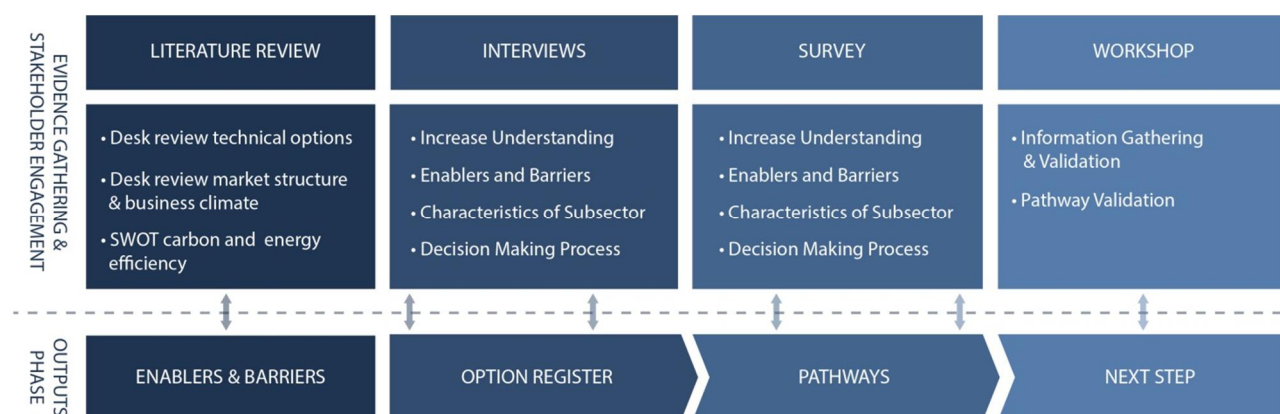 EVIDENCE GATHERING &
STAKEHOLDER ENGAGEMENT
LITERATURE REVIEW
• Desk review technical options
• Desk review market structure
& business climate
• SWOT carbon and energy
efficiency
INTERVIEWS
• Increase Understanding
• Enablers and Barriers
• Characteristics of Subsector
• Decision Making Process
SURVEY
• Increase Understanding
• Enablers and Barriers
• Characteristics of Subsector
• Decision Making Process
WORKSHOP
• Information Gathering
& Validation
• Pathway Validation
OUTPUTS
PHASE
ENABLERS & BARRIERS
OPTION REGISTER
PATHWAYS
NEXT STEP